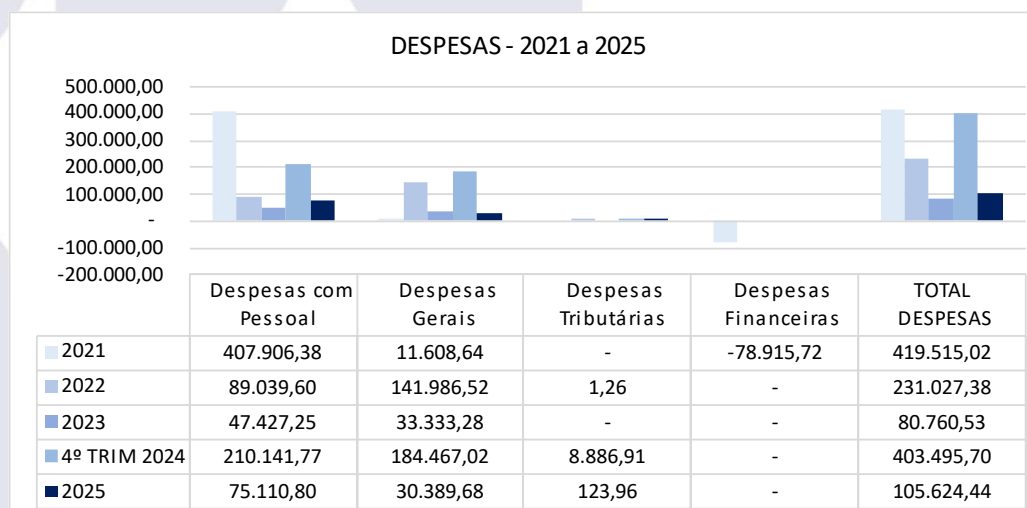 DESPESAS - 2021 a 2025
500.000,00
400.000,00
300.000,00
200.000,00
100.000,00
-
-100.000,00
-200.000,00
Despesas com Pessoal Despesas Gerais Despesas Tributárias Despesas Financeiras TOTAL DESPESAS
2021 407.906,38 11.608,64 - -78.915,72 419.515,02
2022 89.039,60 141.986,52 1,26 - 231.027,38
2023 47.427,25 33.333,28 - - 80.760,53
4º TRIM 2024 210.141,77 184.467,02 8.886,91 - 403.495,70
2025 75.110,80 30.389,68 123,96 - 105.624,44